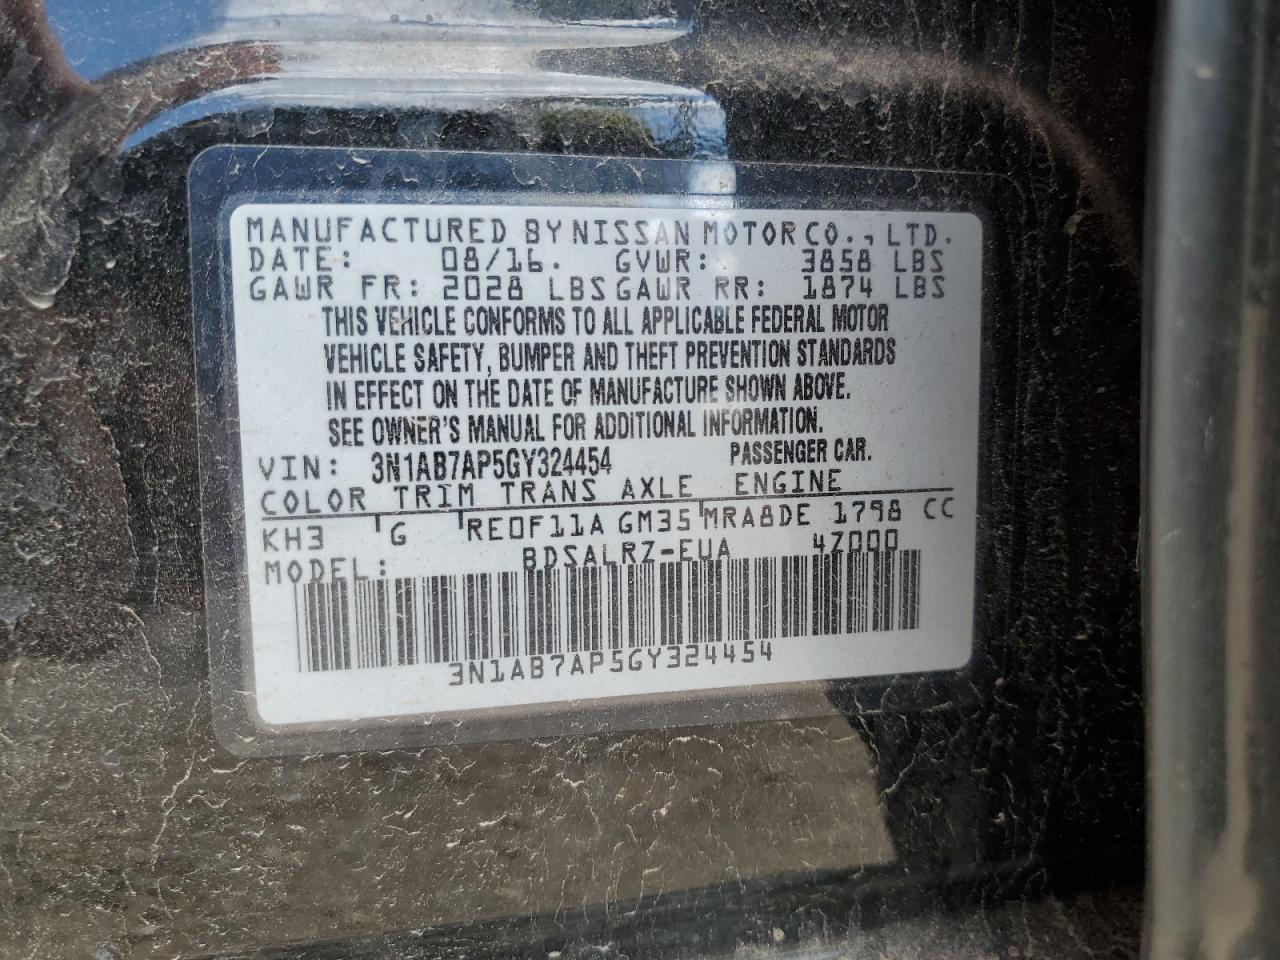 MANUFACTURED BY NISSAN MOTOR CO., LTD.
DATE: 08/16. GVWR: 3858 LBS
GAWR FR: 2028 LBS GAWR RR: 1874 LBS
THIS VEHICLE CONFORMS TO ALL APPLICABLE FEDERAL MOTOR
VEHICLE SAFETY, BUMPER AND THEFT PREVENTION STANDARDS
IN EFFECT ON THE DATE OF MANUFACTURE SHOWN ABOVE.
SEE OWNER'S MANUAL FOR ADDITIONAL INFORMATION.
VIN: 3N1AB7AP5GY324454 PASSENGER CAR.
COLOR TRIM TRANS AXLE ENGINE
KH3 G RE0F11A GM35 MRA8DE 1798 CC
MODEL: BDSALRZ-EUA 4Z000
3N1AB7AP5GY324454